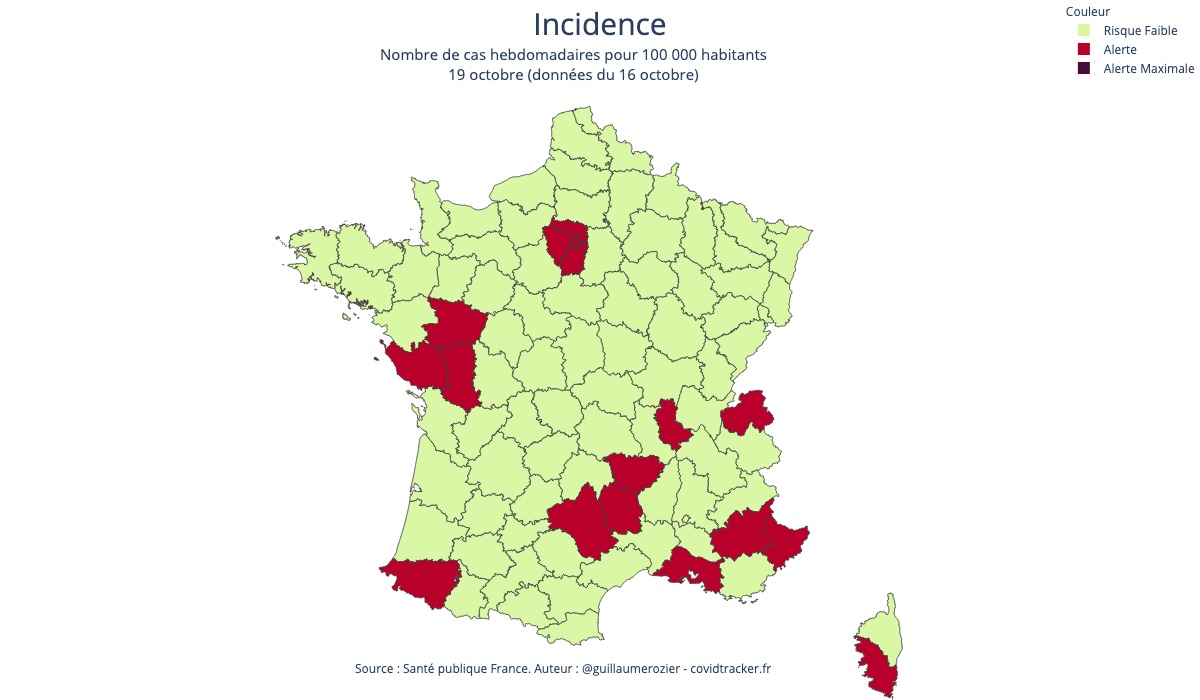 Incidence
Nombre de cas hebdomadaires pour 100 000 habitants
19 octobre (données du 16 octobre)
Couleur
Risque Faible
Alerte
Alerte Maximale
Source : Santé publique France. Auteur : @guillaumerozier - covidtracker.fr